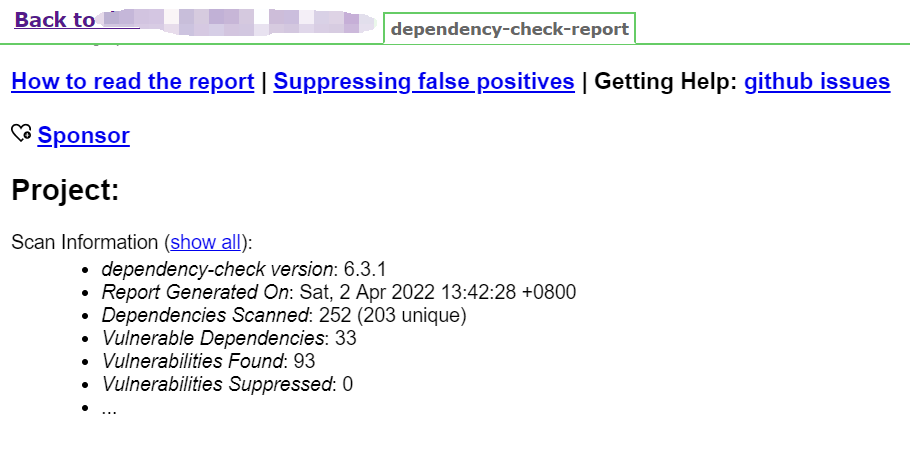 Back to
dependency-check-report
How to read the report | Suppressing false positives | Getting Help: github issues
Sponsor
Project:
Scan Information (show all):
• dependency-check version: 6.3.1
• Report Generated On: Sat, 2 Apr 2022 13:42:28 +0800
• Dependencies Scanned: 252 (203 unique)
• Vulnerable Dependencies: 33
• Vulnerabilities Found: 93
• Vulnerabilities Suppressed: 0
• ...